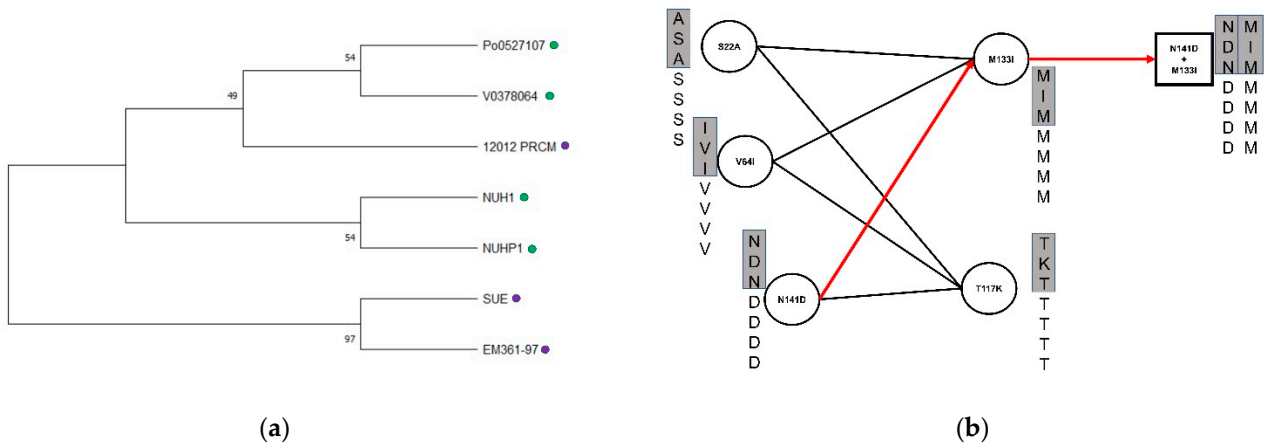 Po0527107
54
V0378064
49
12012 PRCM
NUH1
54
NUHP1
SUE
97
EM361-97
(a)
A
S
A
S
S
S
S
S22A
I
V
I
V
V
V
V
V64I
N
D
N
D
D
D
D
N141D
M133I
M
I
M
M
M
M
M
T117K
T
K
T
T
T
T
T
N141D
+
M133I
N M
D I
N M
D M
D M
D M
D M
(b)